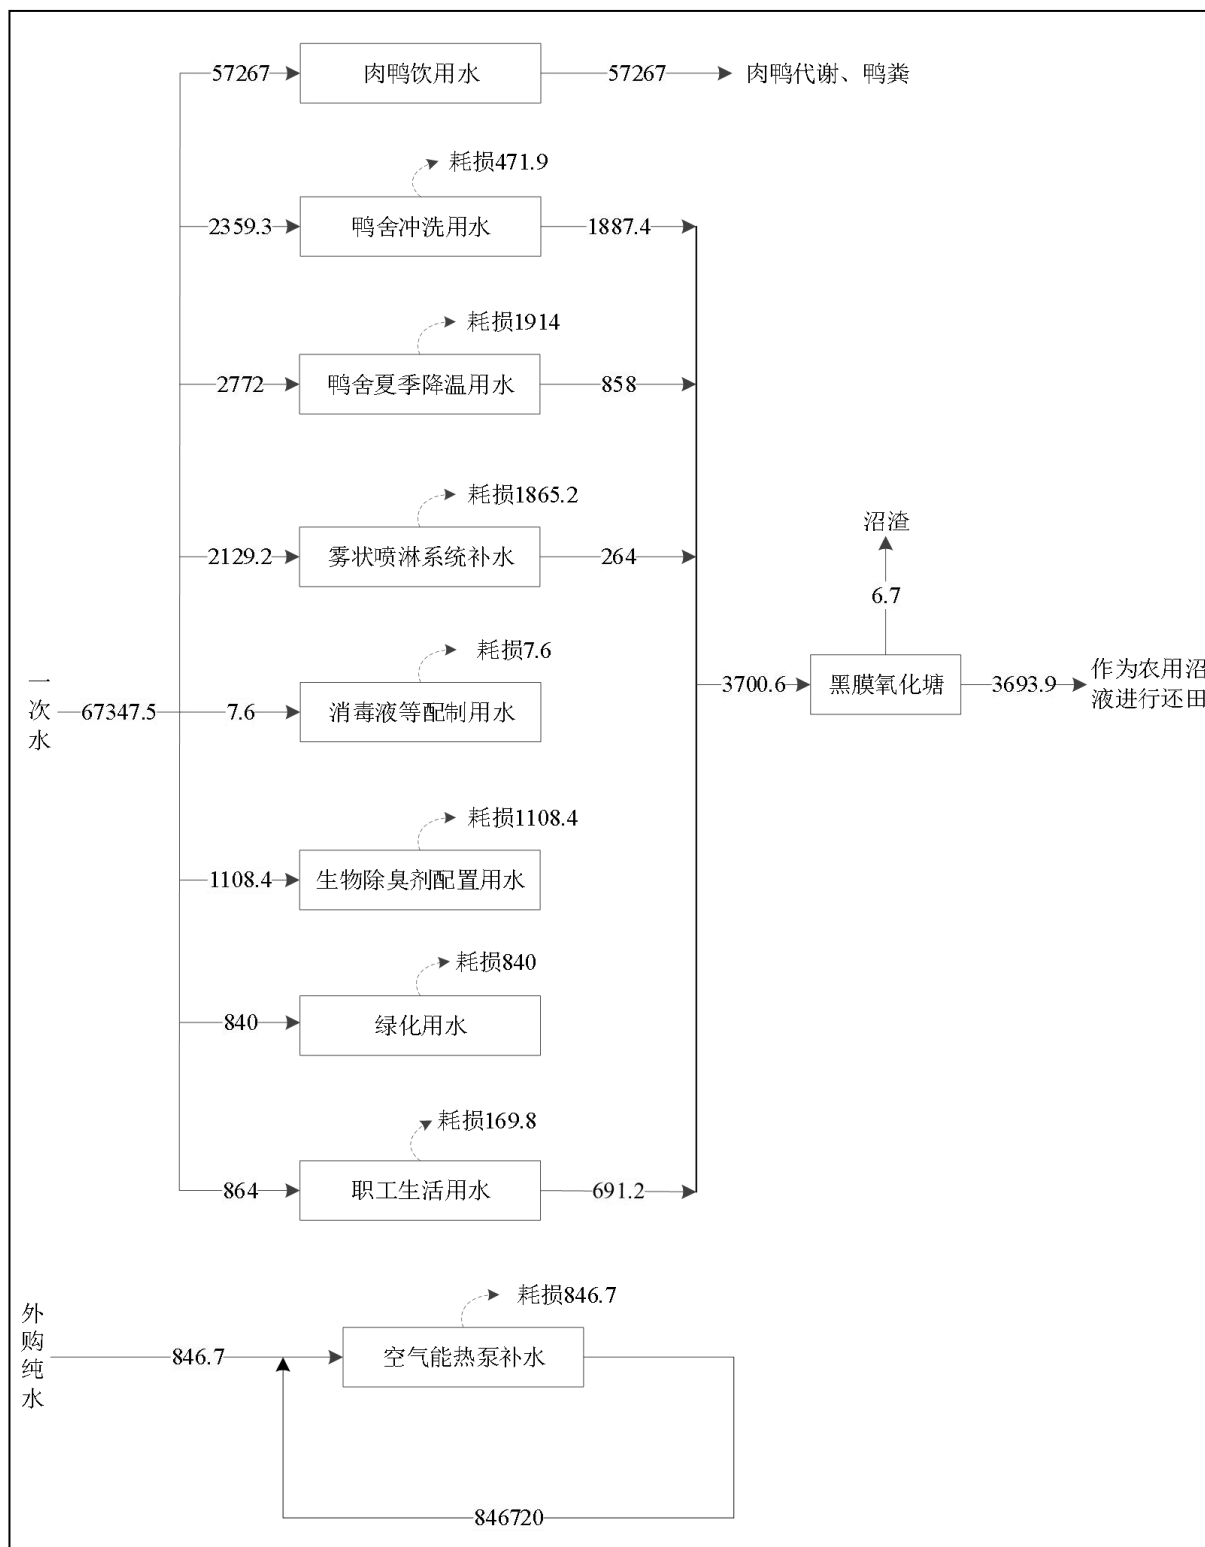 57267
肉鸭饮用水
57267
肉鸭代谢、鸭粪
耗损471.9
2359.3
鸭舍冲洗用水
1887.4
耗损1914
2772
鸭舍夏季降温用水
858
耗损1865.2
2129.2
雾状喷淋系统补水
264
沼渣
6.7
耗损7.6
一次水
67347.5
7.6
消毒液等配制用水
3700.6
黑膜氧化塘
3693.9
作为农用沼
液进行还田
耗损1108.4
1108.4
生物除臭剂配置用水
耗损840
840
绿化用水
耗损169.8
864
职工生活用水
691.2
外购纯水
846.7
耗损846.7
空气能热泵补水
846720